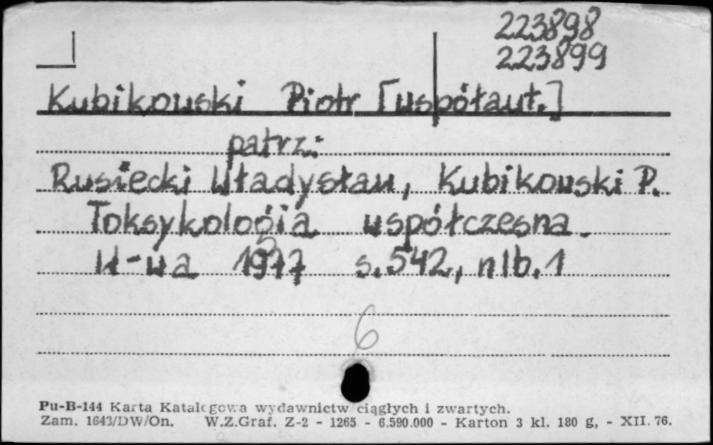 223898
223899
Kubikowski Piotr [współaut.]
patrz:
Rusiecki Władysław, Kubikowski P.
Toksykologia współczesna.
W-wa 1977 s.542, nlb.1
6
Pu-B-144 Karta Katalogowa wydawnictw ciągłych i zwartych.
Zam. 1643/DW/On. W.Z.Graf. Z-2 - 1265 - 6.590.000 - Karton 3 kl. 180 g, - XII. 76.